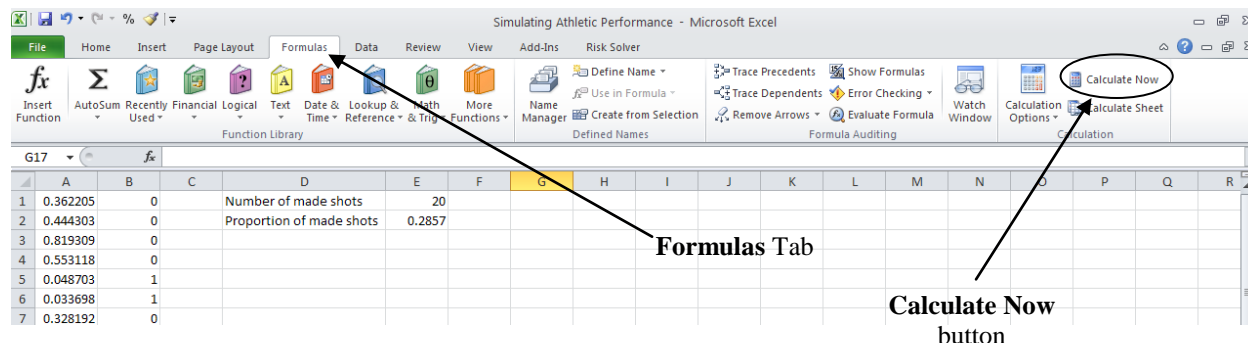 Simulating Athletic Performance - Microsoft Excel
File Home Insert Page Layout Formulas Data Review View Add-Ins Risk Solver
Insert Function
AutoSum
Recently Used
Financial
Logical
Text
Date & Time
Lookup & Reference
Math & Trig
More Functions
Function Library
Name Manager
Define Name
Use in Formula
Create from Selection
Defined Names
Trace Precedents
Trace Dependents
Remove Arrows
Show Formulas
Error Checking
Evaluate Formula
Formula Auditing
Watch Window
Calculation Options
Calculate Now
Calculate Sheet
Calculation
G17 fx
A B C D E F G H I J K L M N O P Q R
1 0.362205 0 Number of made shots 20
2 0.444303 0 Proportion of made shots 0.2857
3 0.819309 0
4 0.553118 0
5 0.048703 1
6 0.033698 1
7 0.328192 0
Formulas Tab
Calculate Now
button